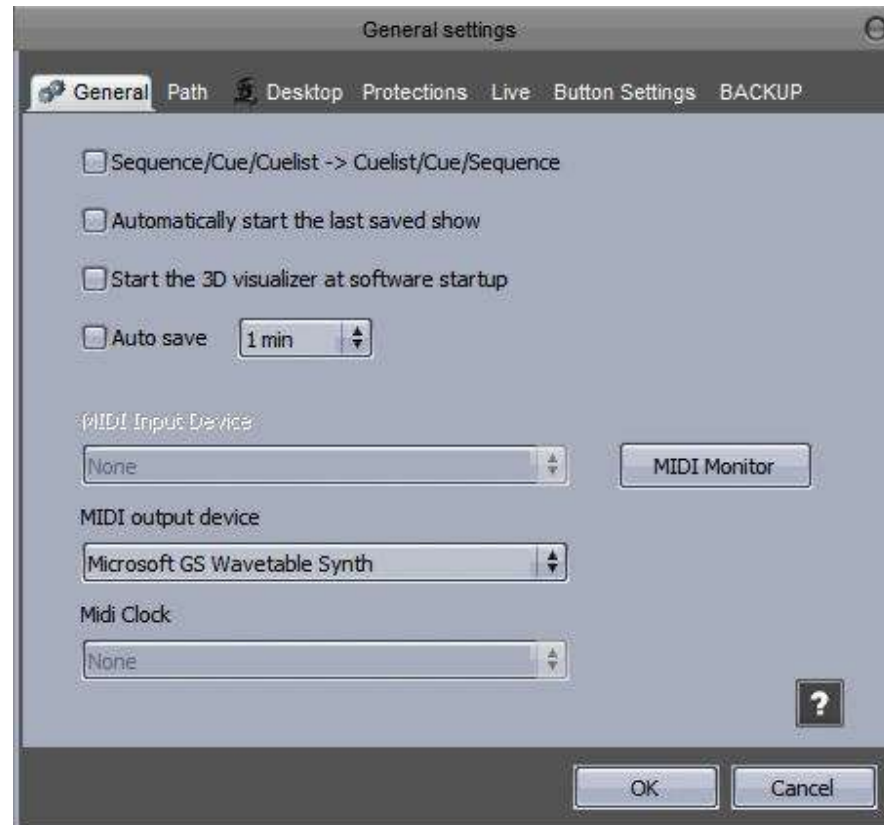 General settings
General Path Desktop Protections Live Button Settings BACKUP
Sequence/Cue/Cuelist -> Cuelist/Cue/Sequence
Automatically start the last saved show
Start the 3D visualizer at software startup
Auto save 1 min
MIDI Input Device
None MIDI Monitor
MIDI output device
Microsoft GS Wavetable Synth
Midi Clock
None
?
OK Cancel